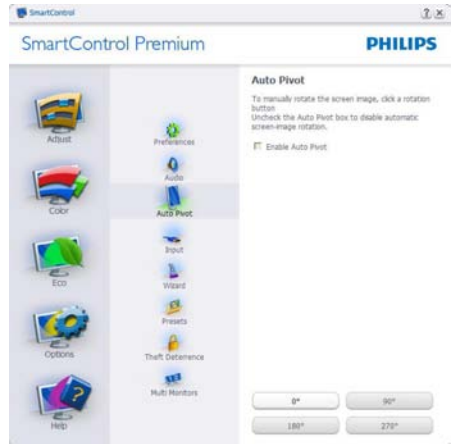 SmartControl
SmartControl Premium
PHILIPS
Adjust
Color
Eco
Options
Help
Preferences
Audio
Auto Pivot
Input
Wizard
Presets
Theft Deterrence
Multi Monitors
Auto Pivot
To manually rotate the screen image, click a rotation
button
Uncheck the Auto Pivot box to disable automatic
screen-image rotation.
Enable Auto Pivot
0°
90°
180°
270°